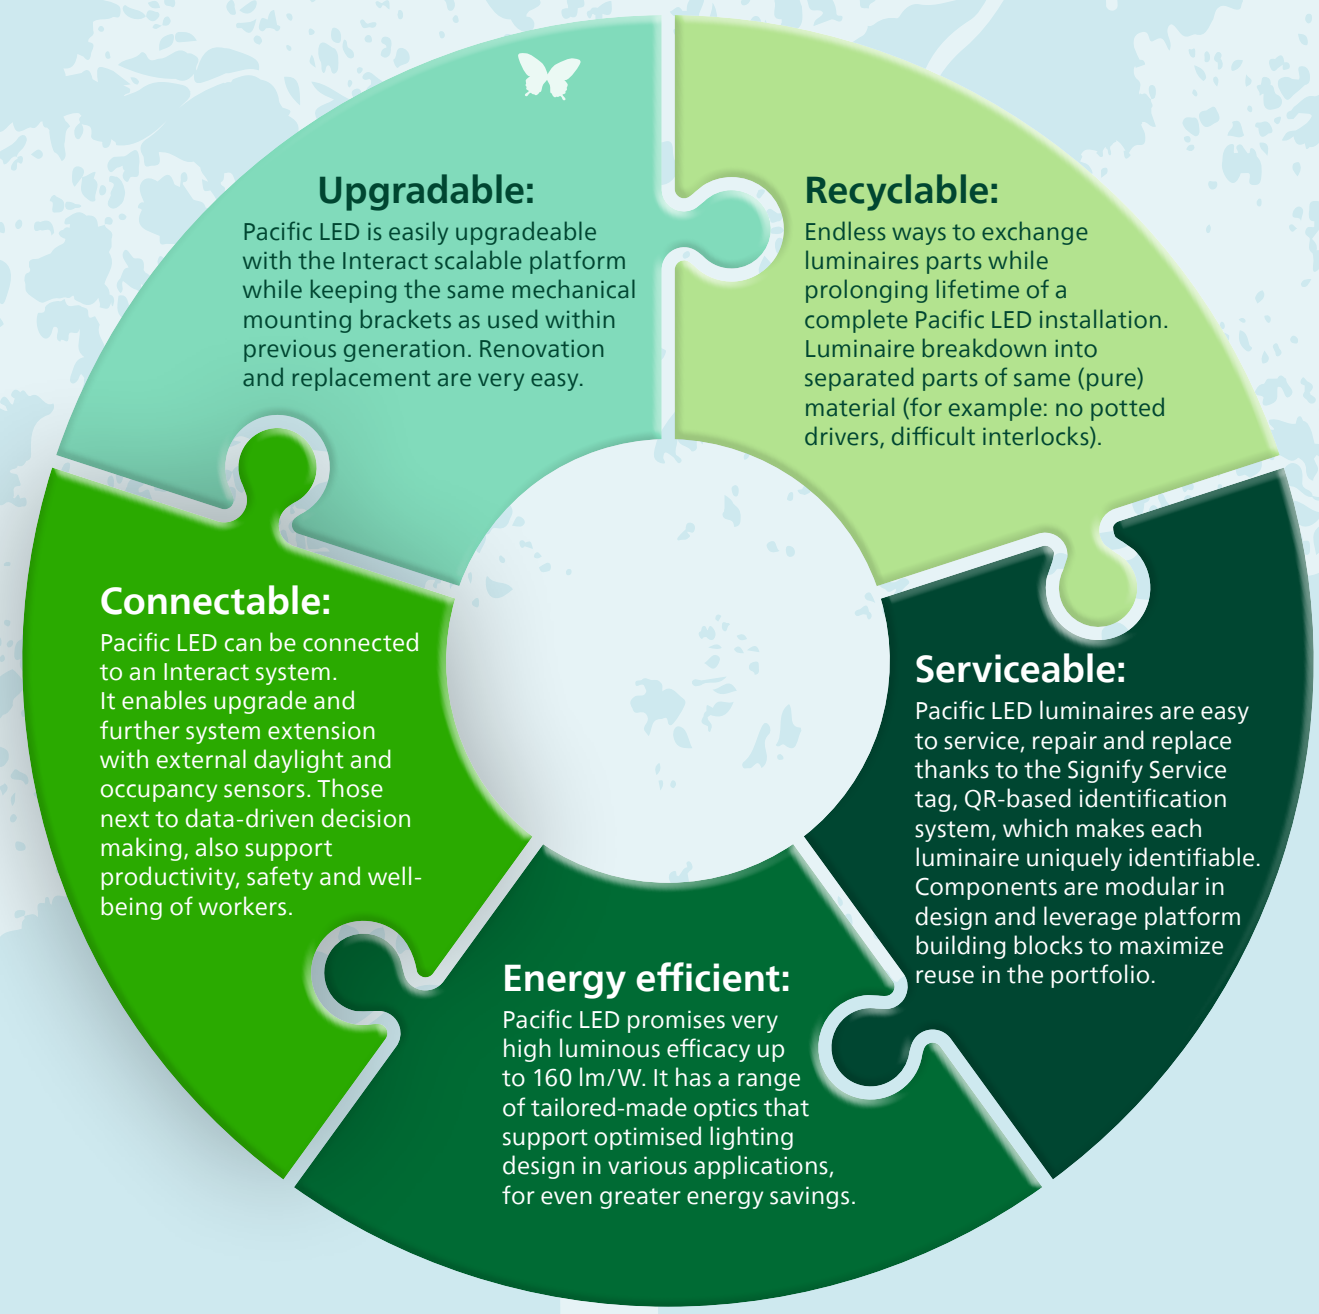 Upgradable:
Pacific LED is easily upgradeable
with the Interact scalable platform
while keeping the same mechanical
mounting brackets as used within
previous generation. Renovation
and replacement are very easy.
Recyclable:
Endless ways to exchange
luminaires parts while
prolonging lifetime of a
complete Pacific LED installation.
Luminaire breakdown into
separated parts of same (pure)
material (for example: no potted
drivers, difficult interlocks).
Connectable:
Pacific LED can be connected
to an Interact system.
It enables upgrade and
further system extension
with external daylight and
occupancy sensors. Those
next to data-driven decision
making, also support
productivity, safety and well-
being of workers.
Serviceable:
Pacific LED luminaires are easy
to service, repair and replace
thanks to the Signify Service
tag, QR-based identification
system, which makes each
luminaire uniquely identifiable.
Components are modular in
design and leverage platform
building blocks to maximize
reuse in the portfolio.
Energy efficient:
Pacific LED promises very
high luminous efficacy up
to 160 lm/W. It has a range
of tailored-made optics that
support optimised lighting
design in various applications,
for even greater energy savings.